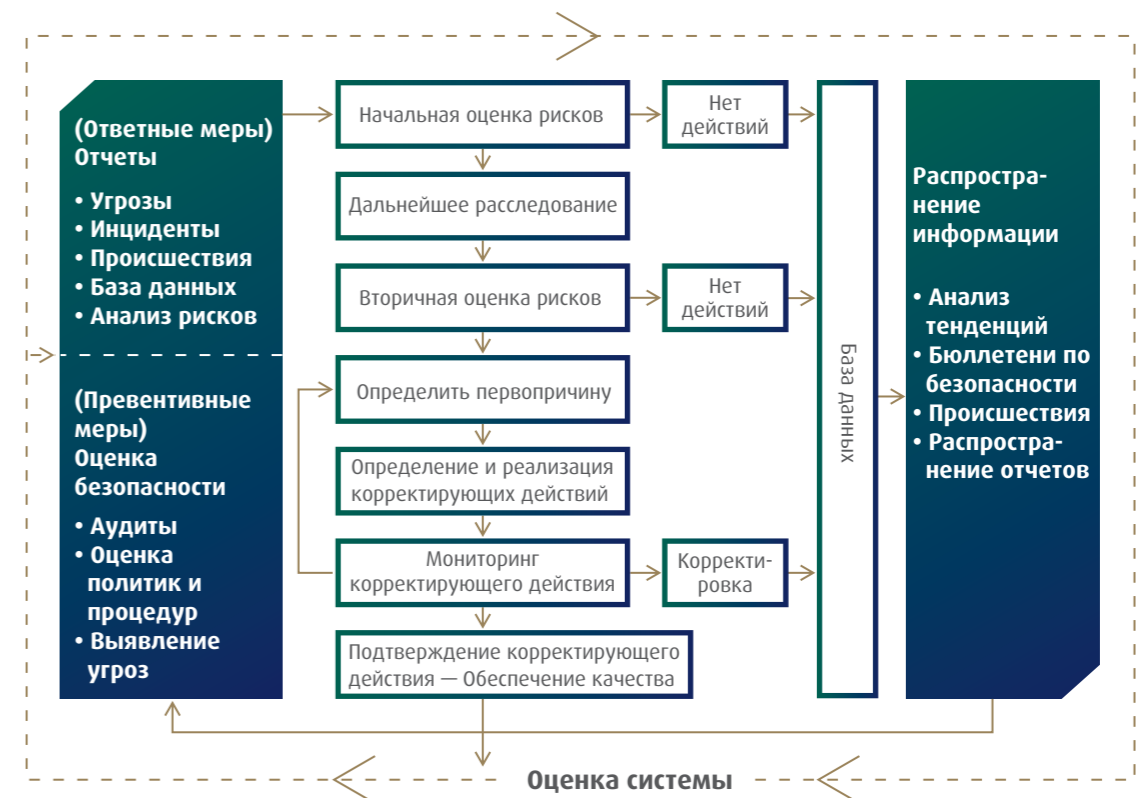 (Ответные меры)
Отчеты
• Угрозы
• Инциденты
• Происшествия
• База данных
• Анализ рисков
(Превентивные
меры)
Оценка
безопасности
• Аудиты
• Оценка
политик и
процедур
• Выявление
угроз
Начальная оценка рисков
Нет
действий
Дальнейшее расследование
Вторичная оценка рисков
Нет
действий
Определить первопричину
Определение и реализация
корректирующих действий
Мониторинг
корректирующего действия
Корректи-
ровка
Подтверждение корректирующего
действия — Обеспечение качества
База данных
Распростра-
нение
информации
• Анализ
тенденций
• Бюллетени по
безопасности
• Происшествия
• Распростра-
нение отчетов
Оценка системы